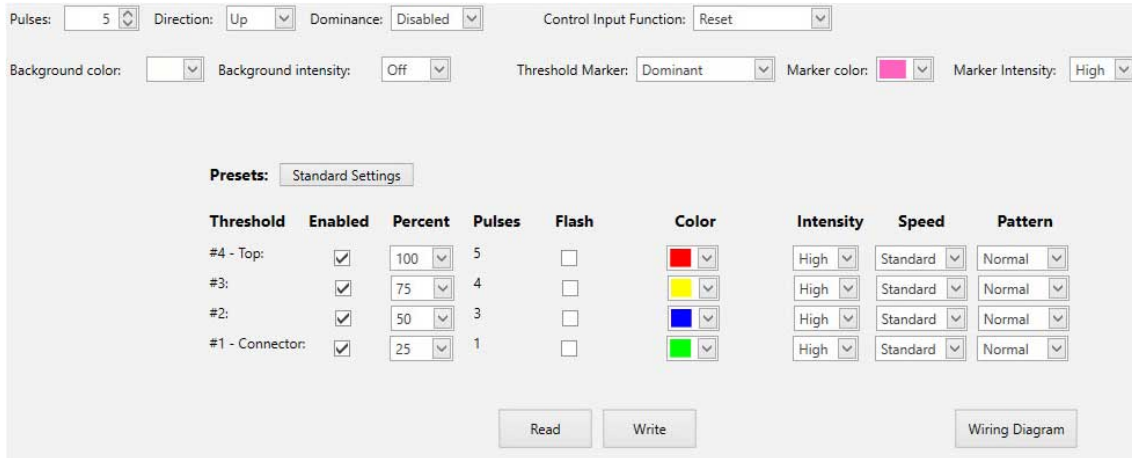 Pulses: 5 Direction: Up Dominance: Disabled Control Input Function: Reset
Background color: Background intensity: Off Threshold Marker: Dominant Marker color: Marker Intensity: High
Presets: Standard Settings
Threshold Enabled Percent Pulses Flash Color Intensity Speed Pattern
#4 - Top: 100 5 High Standard Normal
#3: 75 4 High Standard Normal
#2: 50 3 High Standard Normal
#1 - Connector: 25 1 High Standard Normal
Read Write Wiring Diagram